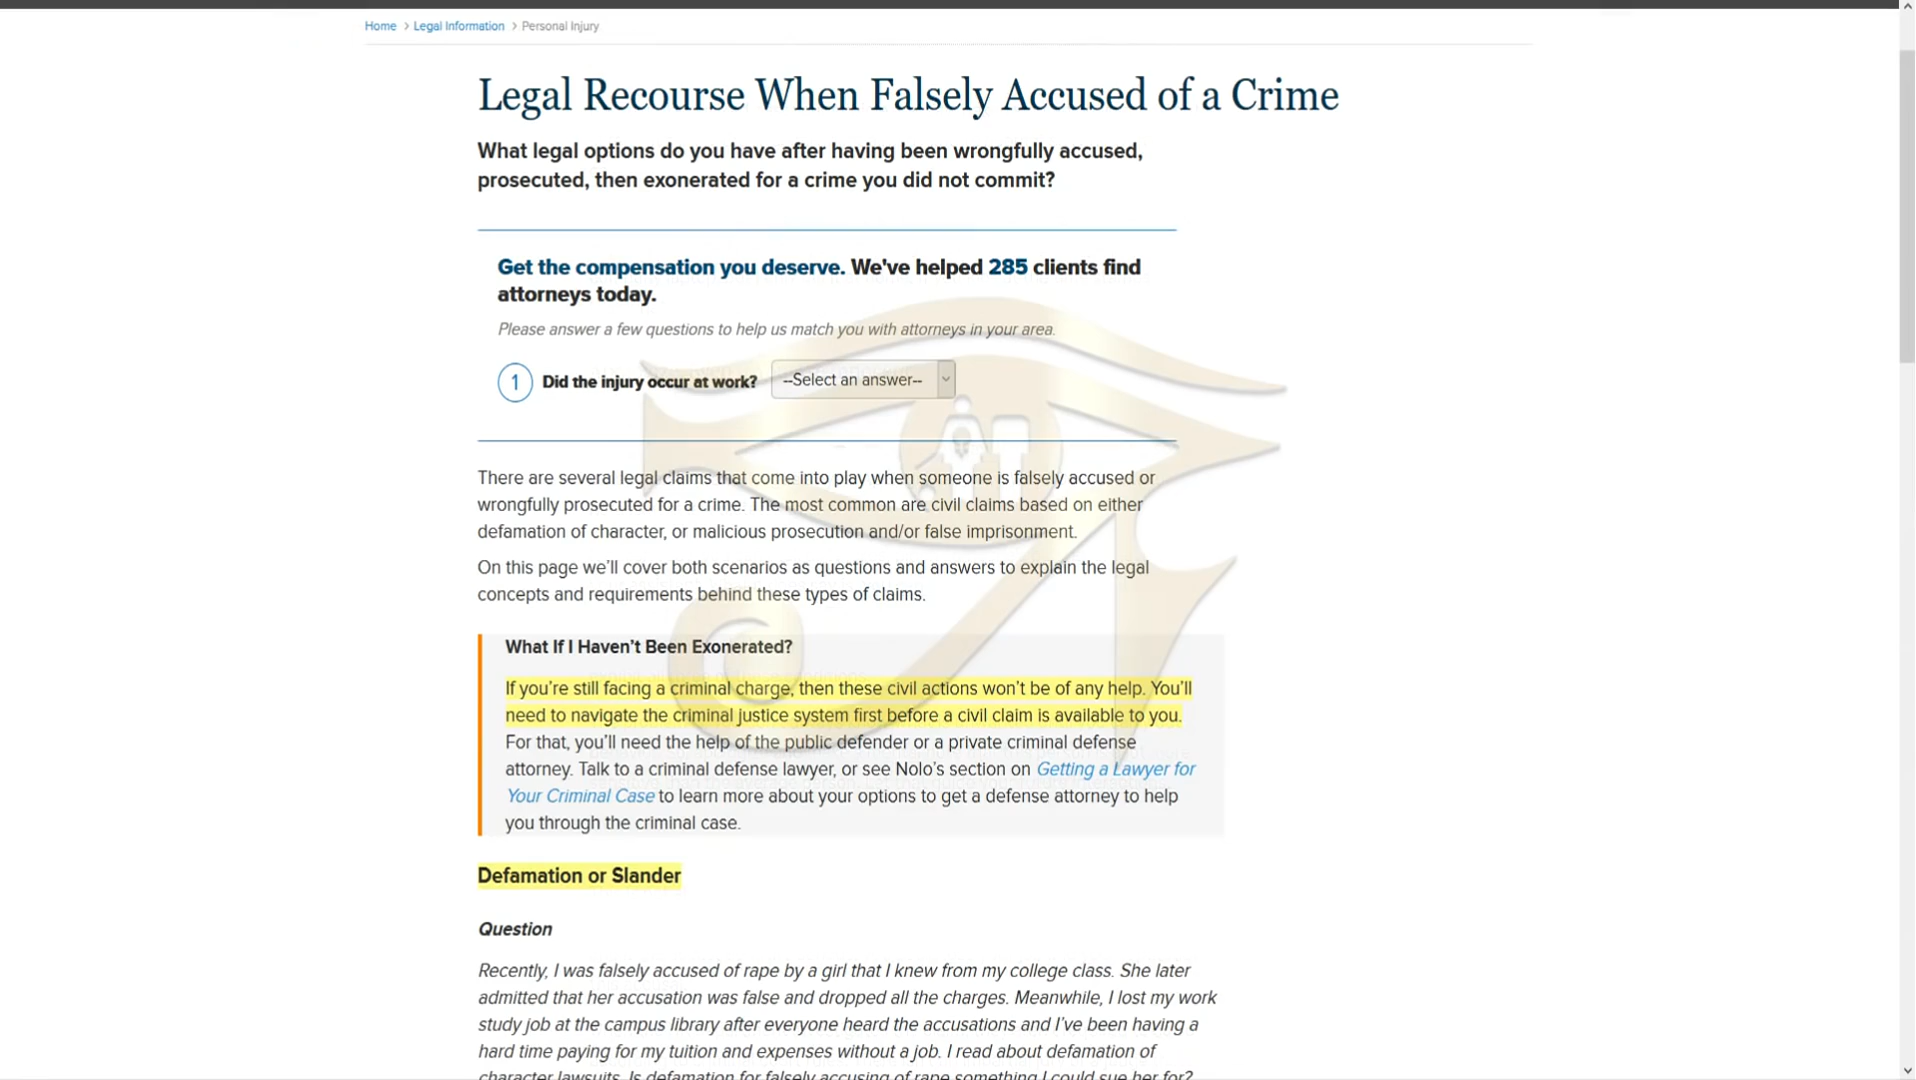 Home > Legal Information > Personal Injury
Legal Recourse When Falsely Accused of a Crime
What legal options do you have after having been wrongfully accused,
prosecuted, then exonerated for a crime you did not commit?
Get the compensation you deserve. We've helped 285 clients find
attorneys today.
Please answer a few questions to help us match you with attorneys in your area.
1 Did the injury occur at work? --Select an answer--
There are several legal claims that come into play when someone is falsely accused or
wrongfully prosecuted for a crime. The most common are civil claims based on either
defamation of character, or malicious prosecution and/or false imprisonment.
On this page we'll cover both scenarios as questions and answers to explain the legal
concepts and requirements behind these types of claims.
What If I Haven't Been Exonerated?
If you're still facing a criminal charge, then these civil actions won't be of any help. You'll
need to navigate the criminal justice system first before a civil claim is available to you.
For that, you'll need the help of the public defender or a private criminal defense
attorney. Talk to a criminal defense lawyer, or see Nolo's section on Getting a Lawyer for
Your Criminal Case to learn more about your options to get a defense attorney to help
you through the criminal case.
Defamation or Slander
Question
Recently, I was falsely accused of rape by a girl that I knew from my college class. She later
admitted that her accusation was false and dropped all the charges. Meanwhile, I lost my work
study job at the campus library after everyone heard the accusations and I've been having a
hard time paying for my tuition and expenses without a job. I read about defamation of
character lawsuits. Is defamation for falsely accusing of rape something I could sue her for?